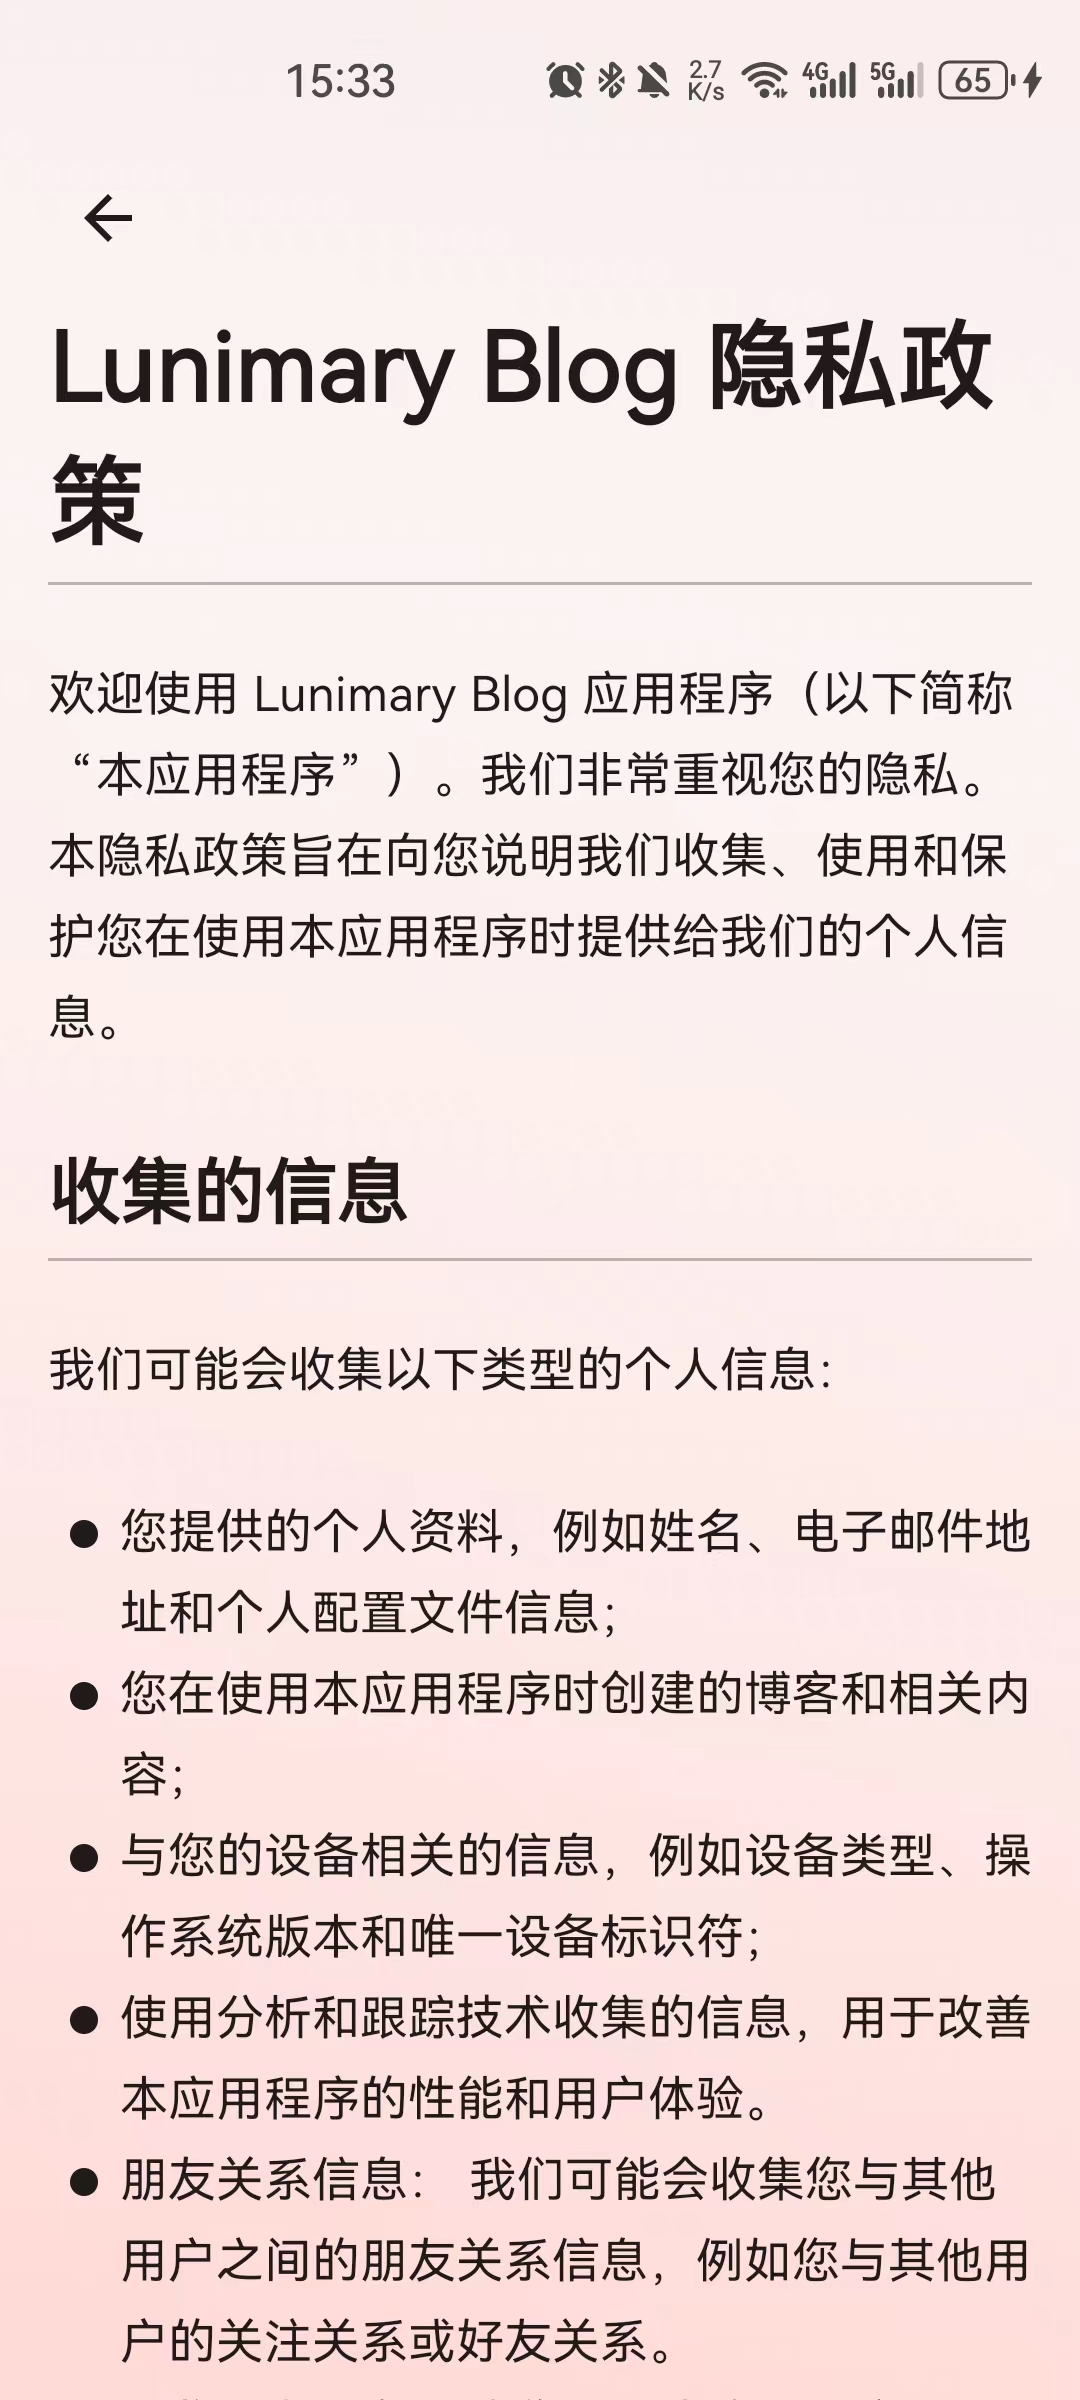 15:33
2.7
K/s
4G
5G
65
Lunimary Blog 隐私政
策
欢迎使用 Lunimary Blog 应用程序（以下简称
“本应用程序”）。我们非常重视您的隐私。
本隐私政策旨在向您说明我们收集、使用和保
护您在使用本应用程序时提供给我们的个人信
息。
收集的信息
我们可能会收集以下类型的个人信息：
● 您提供的个人资料，例如姓名、电子邮件地
址和个人配置文件信息；
● 您在使用本应用程序时创建的博客和相关内
容；
● 与您的设备相关的信息，例如设备类型、操
作系统版本和唯一设备标识符；
● 使用分析和跟踪技术收集的信息，用于改善
本应用程序的性能和用户体验。
● 朋友关系信息： 我们可能会收集您与其他
用户之间的朋友关系信息，例如您与其他用
户的关注关系或好友关系。